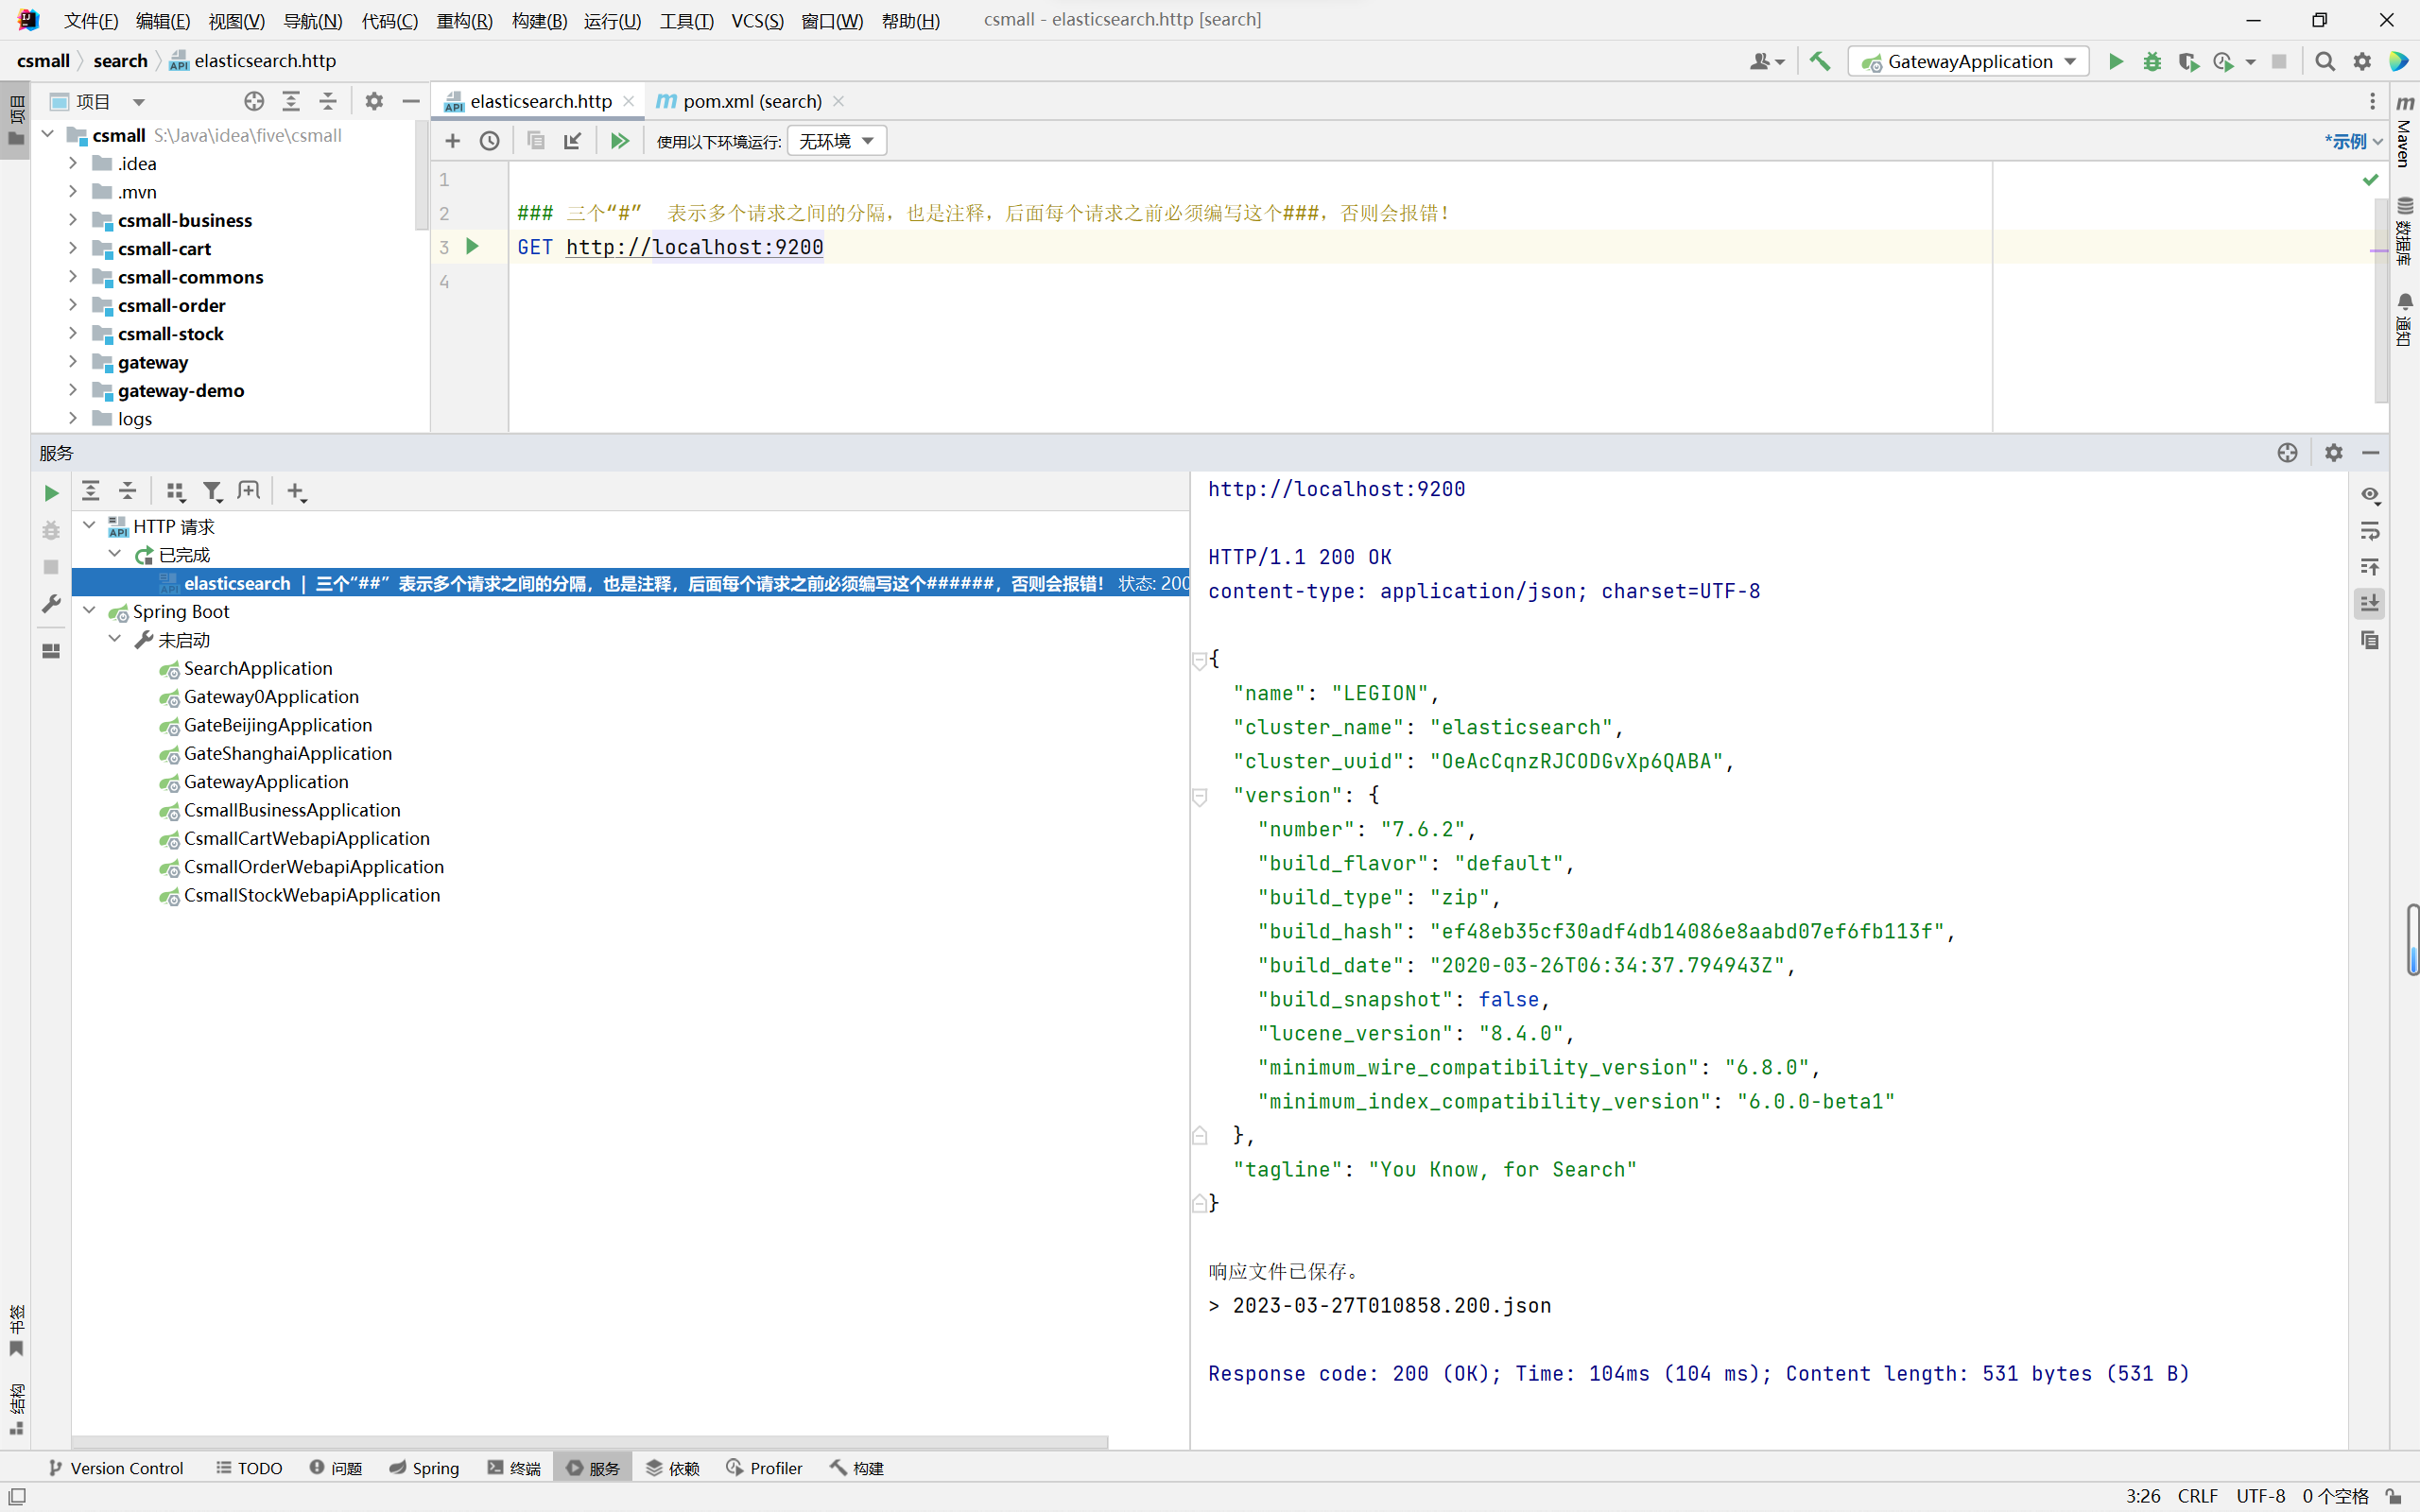 文件(F) 编辑(E) 视图(V) 导航(N) 代码(C) 重构(R) 构建(B) 运行(U) 工具(T) VCS(S) 窗口(W) 帮助(H) csmall - elasticsearch.http [search]
csmall search API elasticsearch.http GatewayApplication
项目
项目
API elasticsearch.http m pom.xml (search)
m Maven
数据库
通知
csmall S:\Java\idea\five\csmall
.idea
.mvn
csmall-business
csmall-cart
csmall-commons
csmall-order
csmall-stock
gateway
gateway-demo
logs
使用以下环境运行: 无环境 *示例
1
2 ### 三个“#” 表示多个请求之间的分隔，也是注释，后面每个请求之前必须编写这个###，否则会报错！
3 GET http://localhost:9200
4
服务
API HTTP 请求
已完成
API elasticsearch | 三个“##” 表示多个请求之间的分隔，也是注释，后面每个请求之前必须编写这个######，否则会报错！ 状态: 200
Spring Boot
未启动
SearchApplication
Gateway0Application
GateBeijingApplication
GateShanghaiApplication
GatewayApplication
CsmallBusinessApplication
CsmallCartWebapiApplication
CsmallOrderWebapiApplication
CsmallStockWebapiApplication
http://localhost:9200
HTTP/1.1 200 OK
content-type: application/json; charset=UTF-8
{
"name": "LEGION",
"cluster_name": "elasticsearch",
"cluster_uuid": "OeAcCqnzRJCODGvXp6QABA",
"version": {
"number": "7.6.2",
"build_flavor": "default",
"build_type": "zip",
"build_hash": "ef48eb35cf30adf4db14086e8aabd07ef6fb113f",
"build_date": "2020-03-26T06:34:37.794943Z",
"build_snapshot": false,
"lucene_version": "8.4.0",
"minimum_wire_compatibility_version": "6.8.0",
"minimum_index_compatibility_version": "6.0.0-beta1"
},
"tagline": "You Know, for Search"
}
响应文件已保存。
> 2023-03-27T010858.200.json
Response code: 200 (OK); Time: 104ms (104 ms); Content length: 531 bytes (531 B)
书签
结构
Version Control TODO 问题 Spring 终端 服务 依赖 Profiler 构建
3:26 CRLF UTF-8 0 个空格